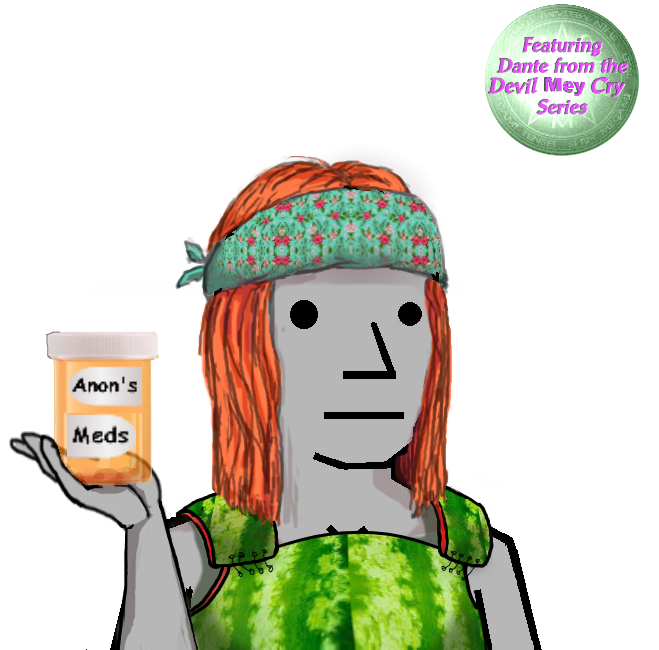 Featuring
Dante from the
Devil Mey Cry
Series
Anon's
Meds